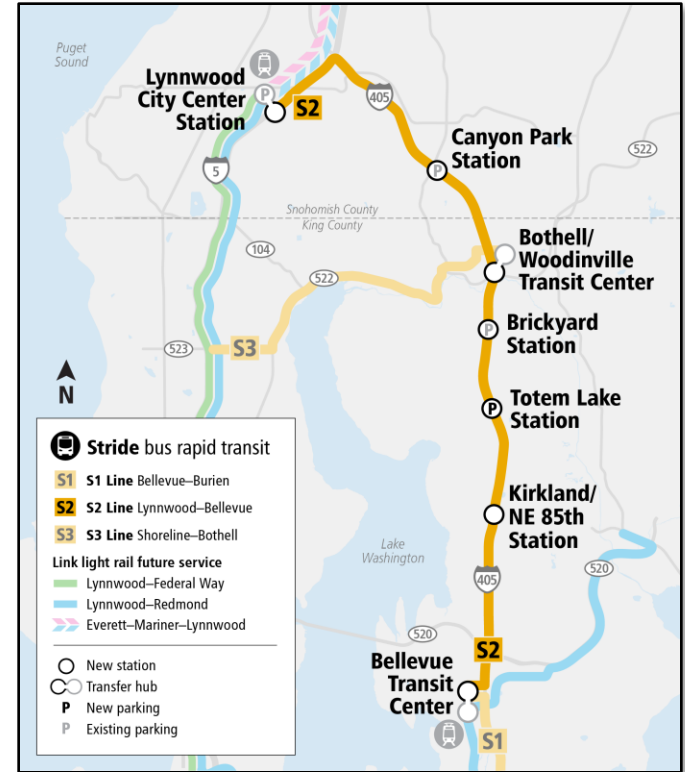 Puget
Sound
Lynnwood
City Center
Station
P
S2
405
Canyon Park
Station
P
522
5
Snohomish County
King County
104
Bothell/
Woodinville
Transit Center
522
P
Brickyard
Station
523
S3
N
P
Totem Lake
Station
Kirkland/
NE 85th
Station
Lake
Washington
405
520
520
S2
Bellevue
Transit
Center
S1
Stride bus rapid transit
S1 S1 Line Bellevue–Burien
S2 S2 Line Lynnwood–Bellevue
S3 S3 Line Shoreline–Bothell
Link light rail future service
Lynnwood–Federal Way
Lynnwood–Redmond
Everett–Mariner–Lynnwood
New station
Transfer hub
P New parking
P Existing parking